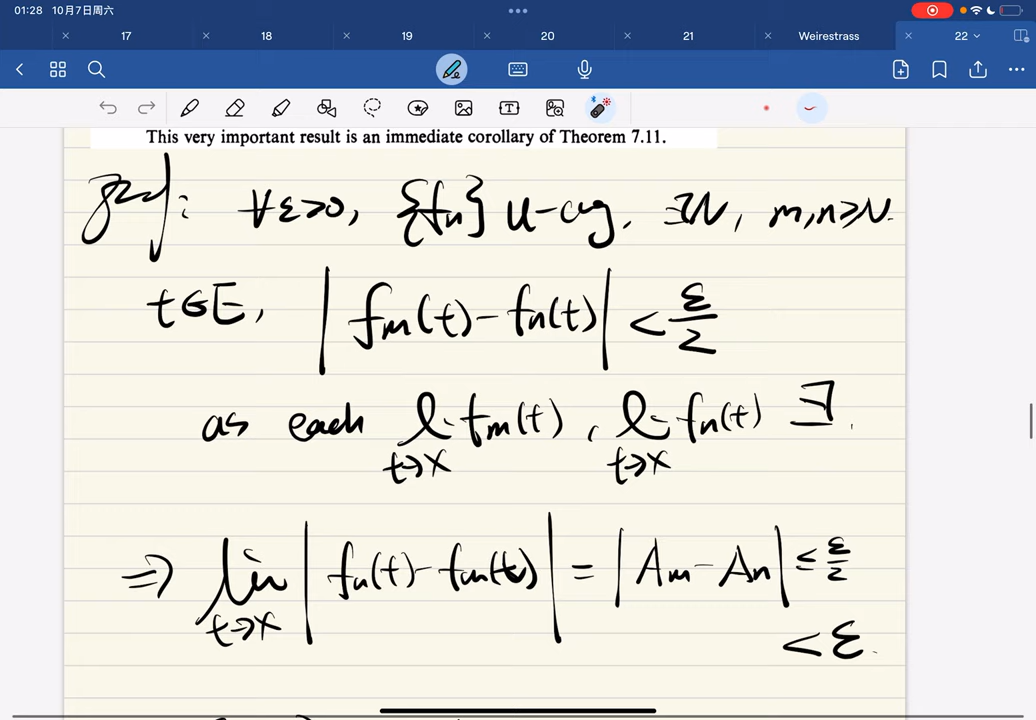 01:28 10月7日周六
17 18 19 20 21 Weirestrass 22
This very important result is an immediate corollary of Theorem 7.11.
∀ε>0, {fn} u-cvg, ∃N, m,n≥N.
t∈E, |fm(t)-fn(t)| < ε/2
as each lim t→x fm(t), lim t→x fn(t) ∃.
⇒ lim t→x |fn(t)-fm(t)| = |Am-An| ≤ ε/2
< ε.